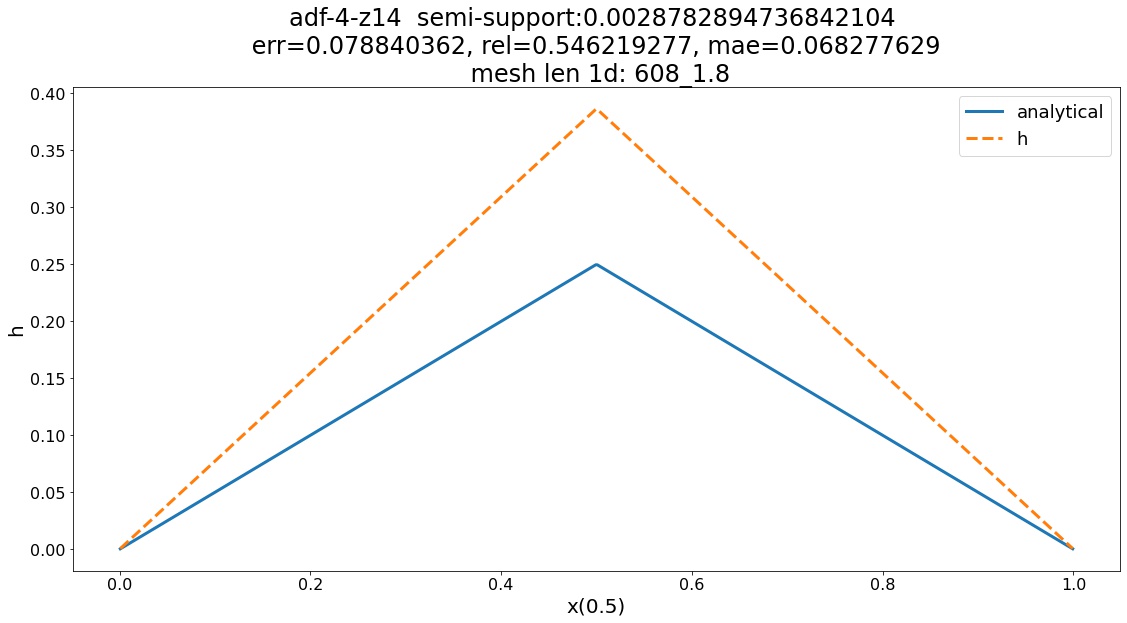 adf-4-z14  semi-support:0.0028782894736842104
err=0.078840362, rel=0.546219277, mae=0.068277629
mesh len 1d: 608_1.8
analytical
h
0.40
0.35
0.30
0.25
0.20
0.15
0.10
0.05
0.00
h
0.0 0.2 0.4 0.6 0.8 1.0
x(0.5)